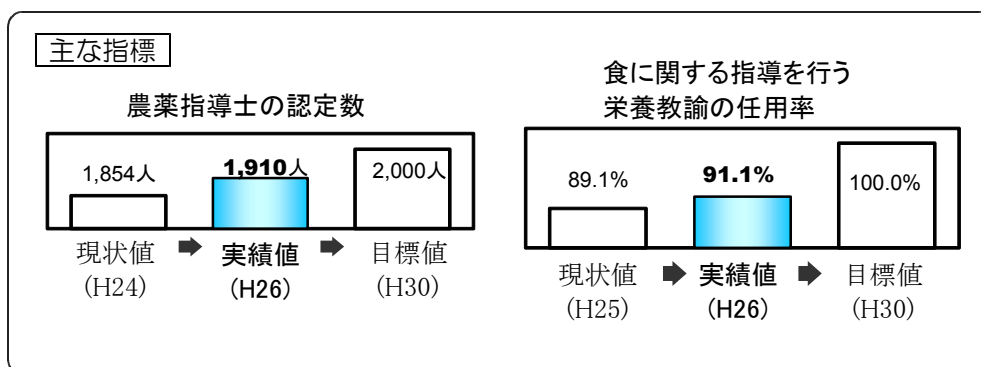 主な指標
農薬指導士の認定数
1,854人
1,910人
2,000人
現状値 ➡ 実績値 ➡ 目標値
(H24)
(H26)
(H30)
食に関する指導を行う
栄養教諭の任用率
89.1%
91.1%
100.0%
現状値 ➡ 実績値 ➡ 目標値
(H25)
(H26)
(H30)